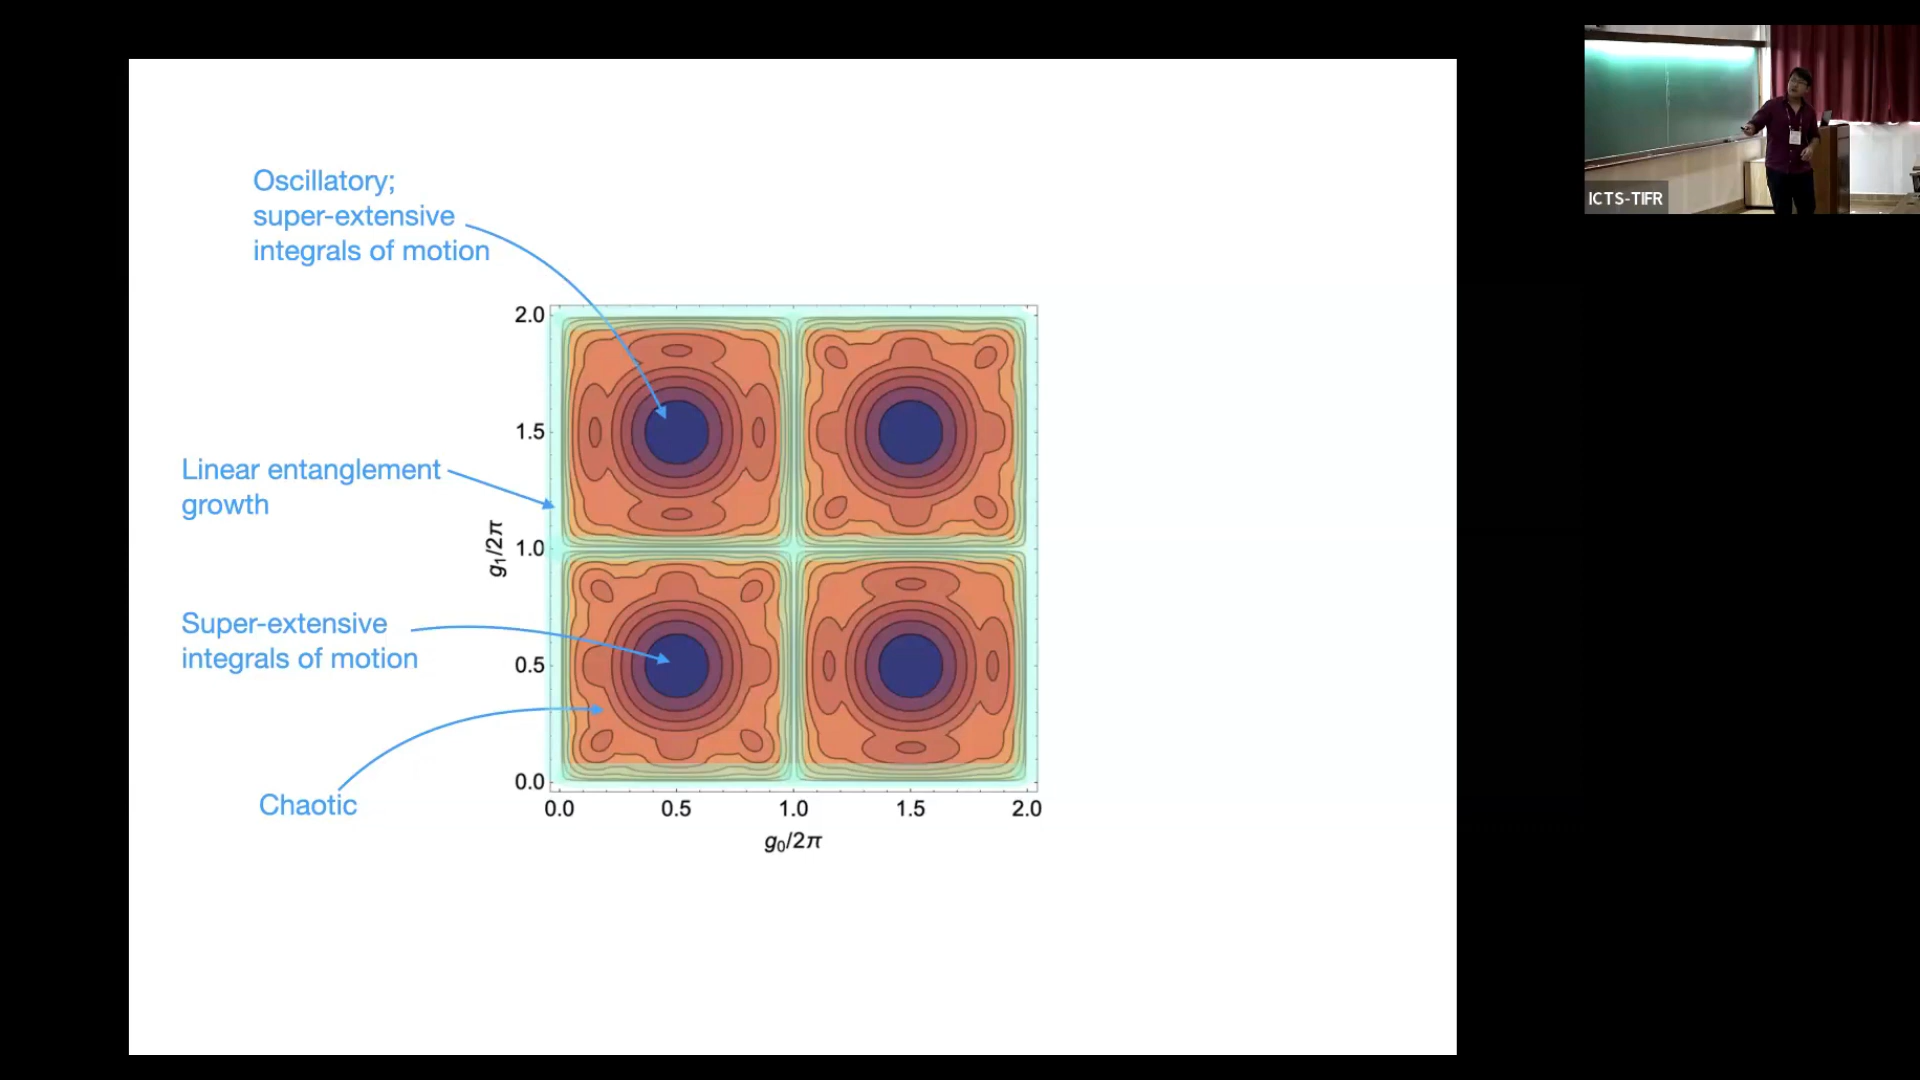 Oscillatory;
super-extensive
integrals of motion
Linear entanglement
growth
Super-extensive
integrals of motion
Chaotic
2.0
1.5
1.0
0.5
0.0
g₁/2π
0.0 0.5 1.0 1.5 2.0
g₀/2π
ICTS-TIFR